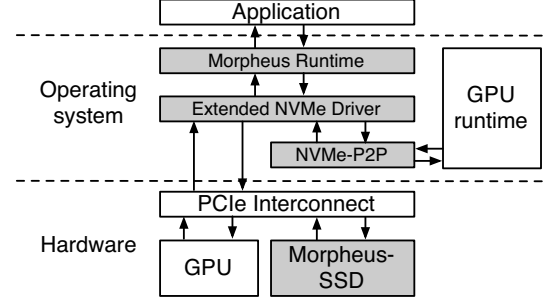 Application
Morpheus Runtime
Operating
system
Extended NVMe Driver
GPU
runtime
NVMe-P2P
PCIe Interconnect
Hardware
GPU
Morpheus-
SSD